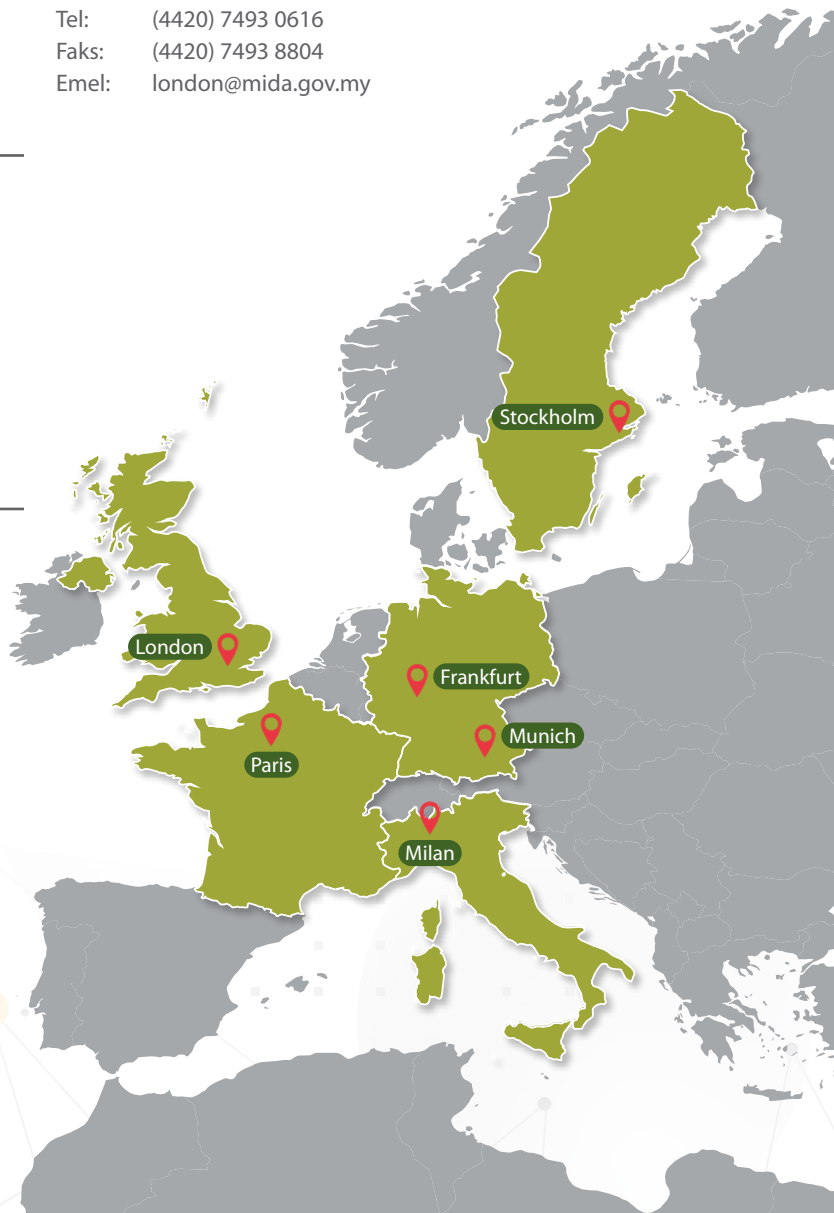 Tel: (4420) 7493 0616
Faks: (4420) 7493 8804
Emel: london@mida.gov.my
Stockholm
London
Frankfurt
Munich
Paris
Milan